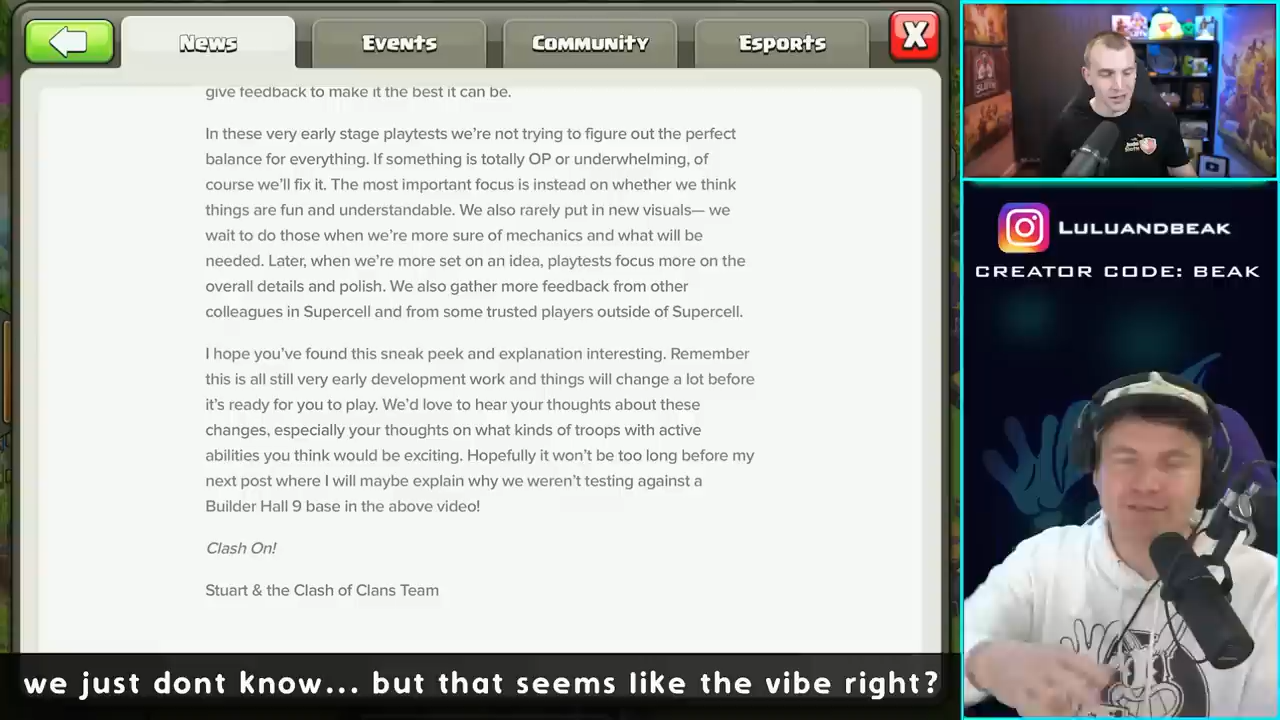 News
Events
Community
Esports
X
give feedback to make it the best it can be.
In these very early stage playtests we’re not trying to figure out the perfect
balance for everything. If something is totally OP or underwhelming, of
course we’ll fix it. The most important focus is instead on whether we think
things are fun and understandable. We also rarely put in new visuals— we
wait to do those when we’re more sure of mechanics and what will be
needed. Later, when we’re more set on an idea, playtests focus more on the
overall details and polish. We also gather more feedback from other
colleagues in Supercell and from some trusted players outside of Supercell.
I hope you’ve found this sneak peek and explanation interesting. Remember
this is all still very early development work and things will change a lot before
it’s ready for you to play. We’d love to hear your thoughts about these
changes, especially your thoughts on what kinds of troops with active
abilities you think would be exciting. Hopefully it won’t be too long before my
next post where I will maybe explain why we weren’t testing against a
Builder Hall 9 base in the above video!
Clash On!
Stuart & the Clash of Clans Team
Luluandbeak
CREATOR CODE: BEAK
we just dont know... but that seems like the vibe right?